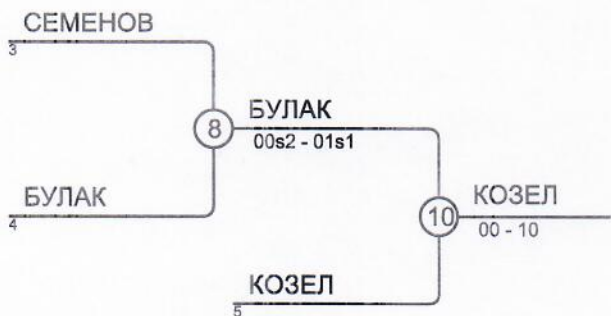 СЕМЕНОВ
3
8
БУЛАК
00s2 - 01s1
БУЛАК
4
10
КОЗЕЛ
00 - 10
КОЗЕЛ
5